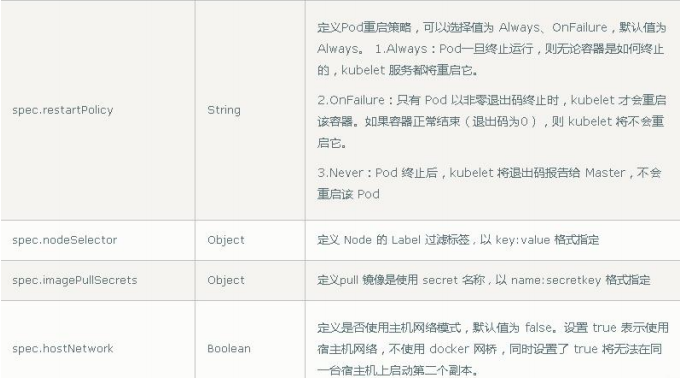 spec.restartPolicy
String
定义Pod重启策略，可以选择值为 Always、OnFailure，默认值为
Always。 1.Always：Pod一旦终止运行，则无论容器是如何终止
的，kubelet 服务都将重启它。
2.OnFailure：只有 Pod 以非零退出码终止时，kubelet 才会重启
该容器。如果容器正常结束（退出码为0），则 kubelet 将不会重
启它。
3.Never：Pod 终止后，kubelet 将退出码报告给 Master，不会
重启该 Pod
spec.nodeSelector
Object
定义 Node 的 Label 过滤标签，以 key:value 格式指定
spec.imagePullSecrets
Object
定义pull 镜像是使用 secret 名称，以 name:secretkey 格式指定
spec.hostNetwork
Boolean
定义是否使用主机网络模式，默认值为 false。设置 true 表示使用
宿主机网络，不使用 docker 网桥，同时设置了 true 将无法在同
一台宿主机上启动第二个副本。